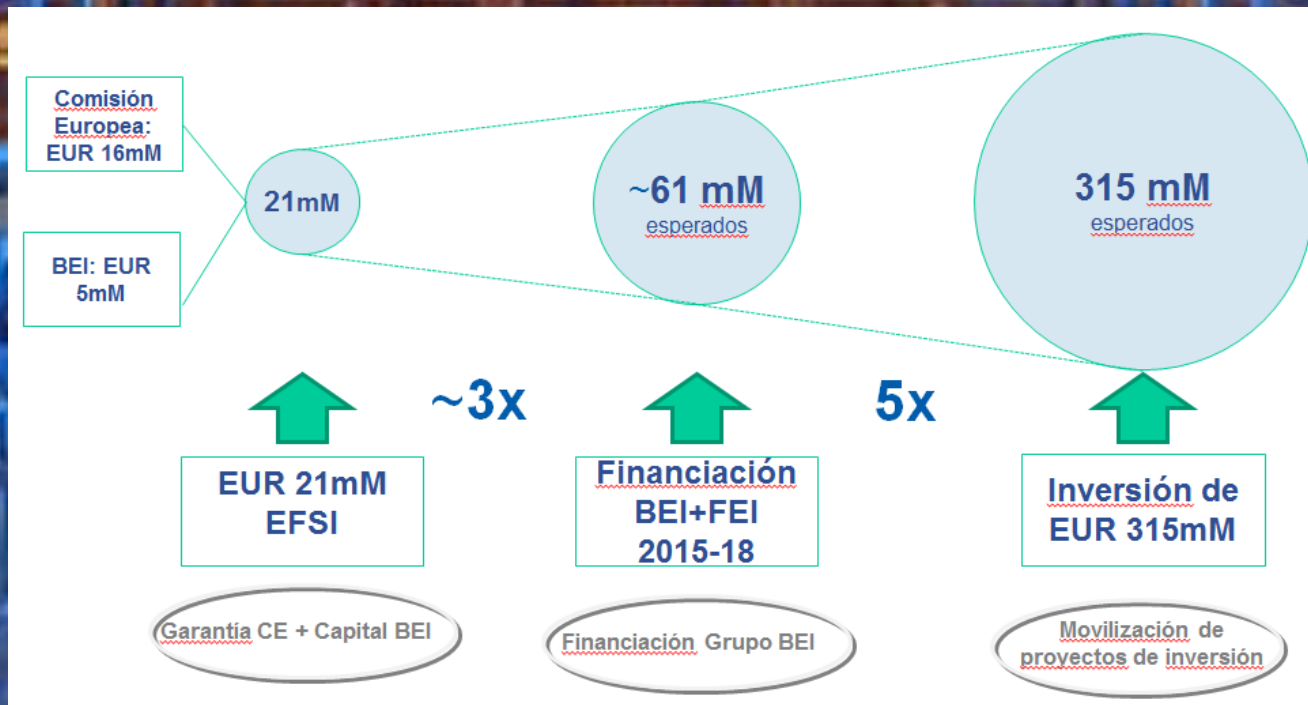 Comisión
Europea:
EUR 16mM
BEI: EUR
5mM
21mM
~61 mM
esperados
315 mM
esperados
~3x
5x
EUR 21mM
EFSI
Financiación
BEI+FEI
2015-18
Inversión de
EUR 315mM
Garantía CE + Capital BEI
Financiación Grupo BEI
Movilización de
proyectos de inversión